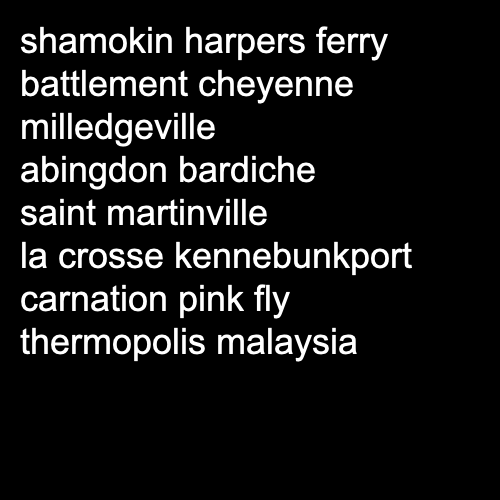 shamokin harpers ferry
battlement cheyenne
milledgeville
abingdon bardiche
saint martinville
la crosse kennebunkport
carnation pink fly
thermopolis malaysia